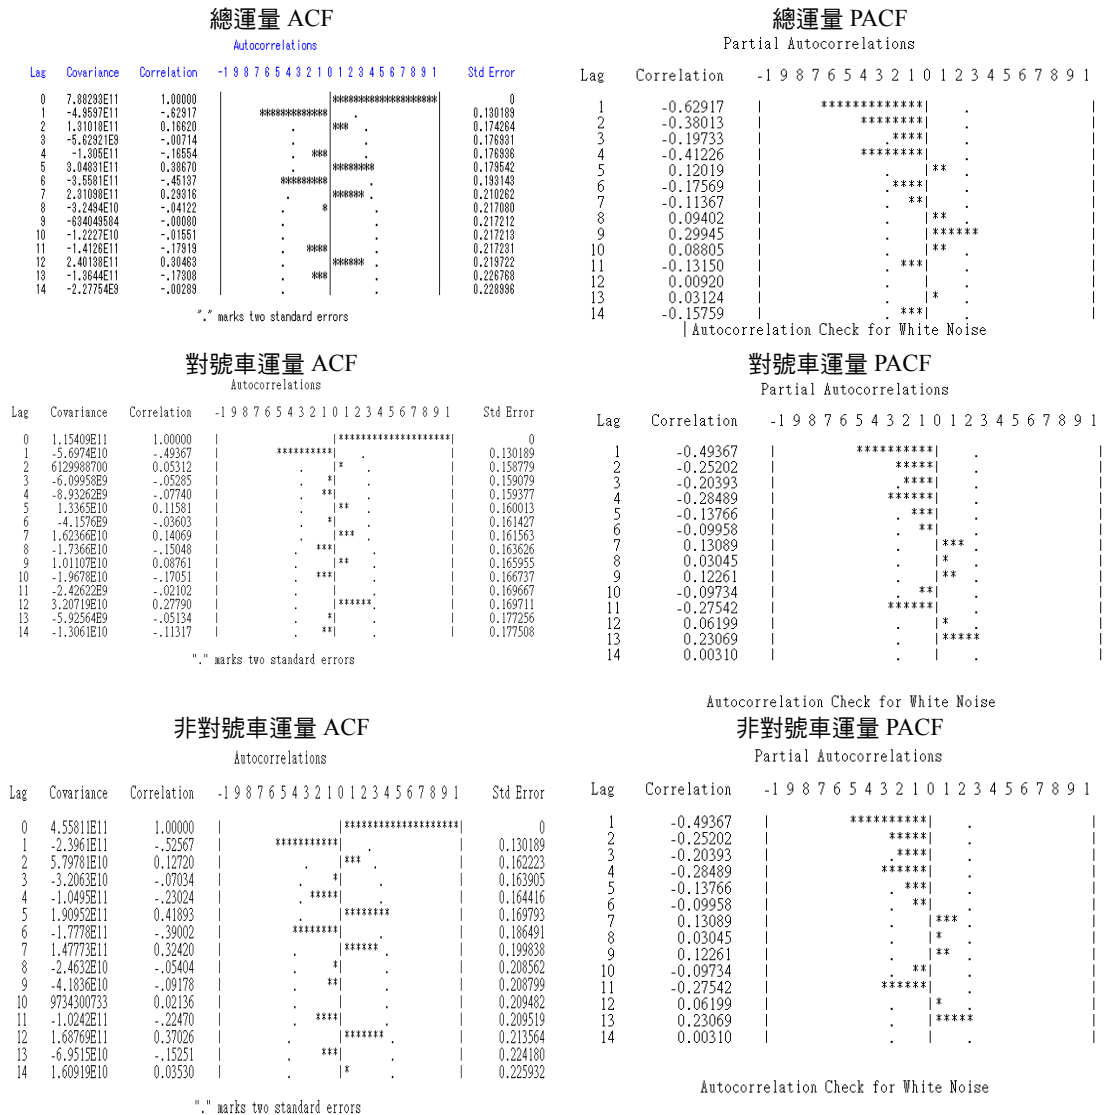 總運量 ACF
Autocorrelations
Lag Covariance Correlation -1 9 8 7 6 5 4 3 2 1 0 1 2 3 4 5 6 7 8 9 1 Std Error
0 7.88293E11 1.00000 | |********************| 0
1 -4.9597E11 -.62917 | *************| . | 0.130189
2 1.31018E11 0.16620 | . |*** . | 0.174264
3 -5.62921E9 -.00714 | . | . | 0.176931
4 -1.305E11 -.16554 | . ***| . | 0.176936
5 3.04831E11 0.38670 | . |******** | 0.179542
6 -3.5581E11 -.45137 | *********| . | 0.193143
7 2.31098E11 0.29316 | . |****** . | 0.210262
8 -3.2494E10 -.04122 | . *| . | 0.217080
9 -634049584 -.00080 | . | . | 0.217212
10 -1.2227E10 -.01551 | . | . | 0.217213
11 -1.4126E11 -.17919 | . ****| . | 0.217231
12 2.40138E11 0.30463 | . |****** . | 0.219722
13 -1.3644E11 -.17308 | . ***| . | 0.226768
14 -2.27754E9 -.00289 | . | . | 0.228996
"." marks two standard errors
總運量 PACF
Partial Autocorrelations
Lag Correlation -1 9 8 7 6 5 4 3 2 1 0 1 2 3 4 5 6 7 8 9 1
1 -0.62917 | *************| . |
2 -0.38013 | ********| . |
3 -0.19733 | .****| . |
4 -0.41226 | ********| . |
5 0.12019 | . |** . |
6 -0.17569 | .****| . |
7 -0.11367 | . **| . |
8 0.09402 | . |** . |
9 0.29945 | . |****** |
10 0.08805 | . |** . |
11 -0.13150 | . ***| . |
12 0.00920 | . | . |
13 0.03124 | . |* . |
14 -0.15759 | . ***| . |
|Autocorrelation Check for White Noise
對號車運量 ACF
Autocorrelations
Lag Covariance Correlation -1 9 8 7 6 5 4 3 2 1 0 1 2 3 4 5 6 7 8 9 1 Std Error
0 1.15409E11 1.00000 | |********************| 0
1 -5.6974E10 -.49367 | **********| . | 0.130189
2 6129988700 0.05312 | . |* . | 0.158779
3 -6.09958E9 -.05285 | . *| . | 0.159079
4 -8.93262E9 -.07740 | . **| . | 0.159377
5 1.3365E10 0.11581 | . |** . | 0.160013
6 -4.1576E9 -.03603 | . *| . | 0.161427
7 1.62366E10 0.14069 | . |*** . | 0.161563
8 -1.7366E10 -.15048 | . ***| . | 0.163626
9 1.01107E10 0.08761 | . |** . | 0.165955
10 -1.9678E10 -.17051 | . ***| . | 0.166737
11 -2.42622E9 -.02102 | . | . | 0.169667
12 3.20719E10 0.27790 | . |******. | 0.169711
13 -5.92564E9 -.05134 | . *| . | 0.177256
14 -1.3061E10 -.11317 | . **| . | 0.177508
"." marks two standard errors
對號車運量 PACF
Partial Autocorrelations
Lag Correlation -1 9 8 7 6 5 4 3 2 1 0 1 2 3 4 5 6 7 8 9 1
1 -0.49367 | **********| . |
2 -0.25202 | *****| . |
3 -0.20393 | .****| . |
4 -0.28489 | ******| . |
5 -0.13766 | . ***| . |
6 -0.09958 | . **| . |
7 0.13089 | . |*** . |
8 0.03045 | . |* . |
9 0.12261 | . |** . |
10 -0.09734 | . **| . |
11 -0.27542 | ******| . |
12 0.06199 | . |* . |
13 0.23069 | . |***** |
14 0.00310 | . | . |
Autocorrelation Check for White Noise
非對號車運量 ACF
Autocorrelations
Lag Covariance Correlation -1 9 8 7 6 5 4 3 2 1 0 1 2 3 4 5 6 7 8 9 1 Std Error
0 4.55811E11 1.00000 | |********************| 0
1 -2.3961E11 -.52567 | ***********| . | 0.130189
2 5.79781E10 0.12720 | . |*** . | 0.162223
3 -3.2063E10 -.07034 | . *| . | 0.163905
4 -1.0495E11 -.23024 | . *****| . | 0.164416
5 1.90952E11 0.41893 | . |******** | 0.169793
6 -1.7778E11 -.39002 | ********| . | 0.186491
7 1.47773E11 0.32420 | . |****** . | 0.199838
8 -2.4632E10 -.05404 | . *| . | 0.208562
9 -4.1836E10 -.09178 | . **| . | 0.208799
10 9734300733 0.02136 | . | . | 0.209482
11 -1.0242E11 -.22470 | . ****| . | 0.209519
12 1.68769E11 0.37026 | . |******* . | 0.213564
13 -6.9515E10 -.15251 | . ***| . | 0.224180
14 1.60919E10 0.03530 | . |* . | 0.225932
"." marks two standard errors
非對號車運量 PACF
Partial Autocorrelations
Lag Correlation -1 9 8 7 6 5 4 3 2 1 0 1 2 3 4 5 6 7 8 9 1
1 -0.49367 | **********| . |
2 -0.25202 | *****| . |
3 -0.20393 | .****| . |
4 -0.28489 | ******| . |
5 -0.13766 | . ***| . |
6 -0.09958 | . **| . |
7 0.13089 | . |*** . |
8 0.03045 | . |* . |
9 0.12261 | . |** . |
10 -0.09734 | . **| . |
11 -0.27542 | ******| . |
12 0.06199 | . |* . |
13 0.23069 | . |***** |
14 0.00310 | . | . |
Autocorrelation Check for White Noise